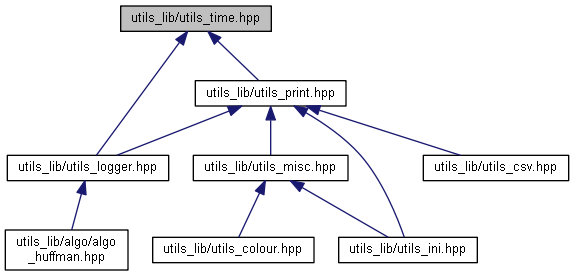 utils_lib/utils_time.hpp
utils_lib/utils_print.hpp
utils_lib/utils_logger.hpp
utils_lib/utils_misc.hpp
utils_lib/utils_csv.hpp
utils_lib/algo/algo
_huffman.hpp
utils_lib/utils_colour.hpp
utils_lib/utils_ini.hpp